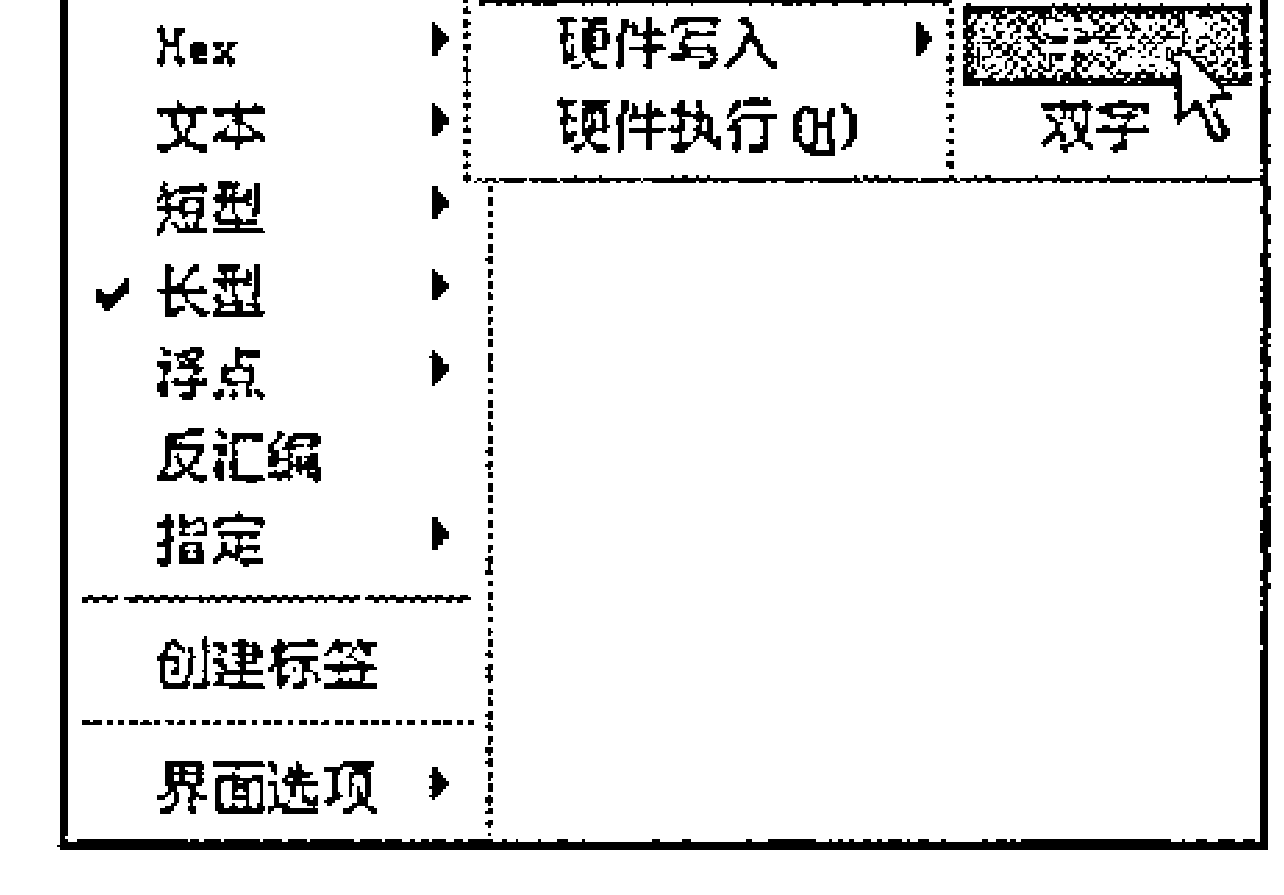 Hex
硬件写入
文本
硬件执行(H)
双字
短型
长型
浮点
反汇编
指定
创建标签
界面选项